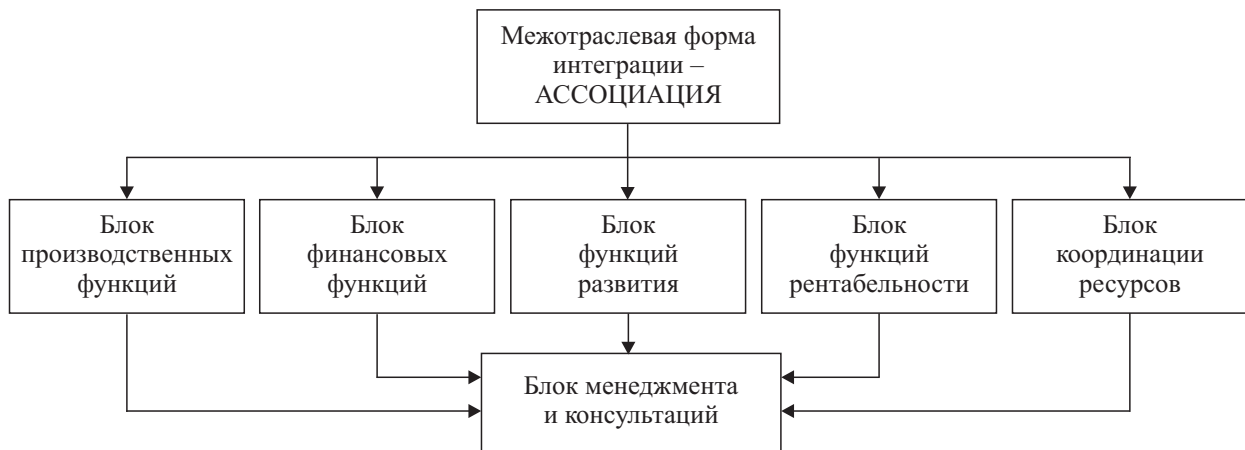 Межотраслевая форма
интеграции –
АССОЦИАЦИЯ
Блок
производственных
функций
Блок
финансовых
функций
Блок
функций
развития
Блок
функций
рентабельности
Блок
координации
ресурсов
Блок менеджмента
и консультаций